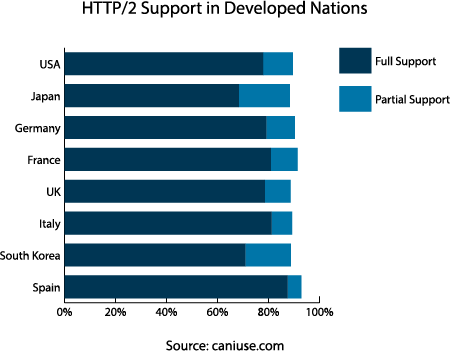 HTTP/2 Support in Developed Nations
USA
Japan
Germany
France
UK
Italy
South Korea
Spain
0% 20% 40% 60% 80% 100%
Full Support
Partial Support
Source: caniuse.com